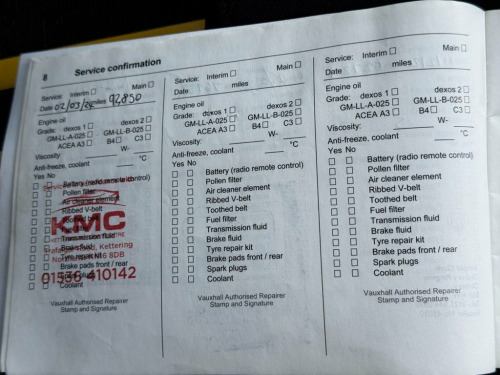 8 Service confirmation
Service: Interim □ Main □
Date 02/03/22 miles 92,850
Engine oil
Grade: dexos 1 □ dexos 2 □
GM-LL-A-025 □ GM-LL-B-025 □
ACEA A3 □ B4 □ C3 □
Viscosity: W-
Anti-freeze, coolant °C
Yes No
□ □ Battery (radio remote control)
□ □ Pollen filter
□ □ Air cleaner element
□ □ Ribbed V-belt
KMC
□ □ Transmission fluid
□ □ Brake fluid
Road, Kettering
□ □ Tyre repair kit
6 8DB
□ □ Brake pads front / rear
01536 410142
□ □ Coolant
Vauxhall Authorised Repairer
Stamp and Signature
Service: Interim □ Main □
Date miles
Engine oil
Grade: dexos 1 □ dexos 2 □
GM-LL-A-025 □ GM-LL-B-025 □
ACEA A3 □ B4 □ C3 □
Viscosity: W-
Anti-freeze, coolant °C
Yes No
□ □ Battery (radio remote control)
□ □ Pollen filter
□ □ Air cleaner element
□ □ Ribbed V-belt
□ □ Toothed belt
□ □ Fuel filter
□ □ Transmission fluid
□ □ Brake fluid
□ □ Tyre repair kit
□ □ Brake pads front / rear
□ □ Spark plugs
□ □ Coolant
Vauxhall Authorised Repairer
Stamp and Signature
Service: Interim □ Main □
Date miles
Engine oil
Grade: dexos 1 □ dexos 2 □
GM-LL-A-025 □ GM-LL-B-025 □
ACEA A3 □ B4 □ C3 □
Viscosity: W-
Anti-freeze, coolant °C
Yes No
□ □ Battery (radio remote control)
□ □ Pollen filter
□ □ Air cleaner element
□ □ Ribbed V-belt
□ □ Toothed belt
□ □ Fuel filter
□ □ Transmission fluid
□ □ Brake fluid
□ □ Tyre repair kit
□ □ Brake pads front / rear
□ □ Spark plugs
□ □ Coolant
Vauxhall Authorised Repairer
Stamp and Signature